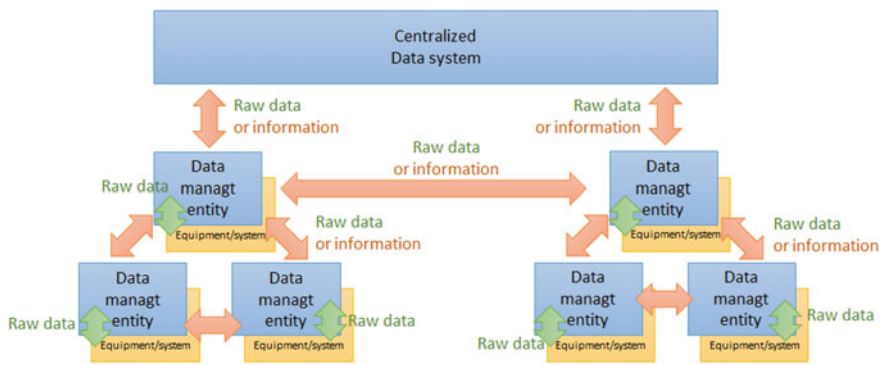 Centralized
Data system
Raw data
or information
Raw data
or information
Raw data
or information
Data
managt
entity
Raw data
Equipment/system
Data
managt
entity
Raw data
Equipment/system
Raw data
or information
Raw data
or information
Data
managt
entity
Raw data
Equipment/system
Data
managt
entity
Raw data
Equipment/system
Data
managt
entity
Raw data
Equipment/system
Data
managt
entity
Raw data
Equipment/system